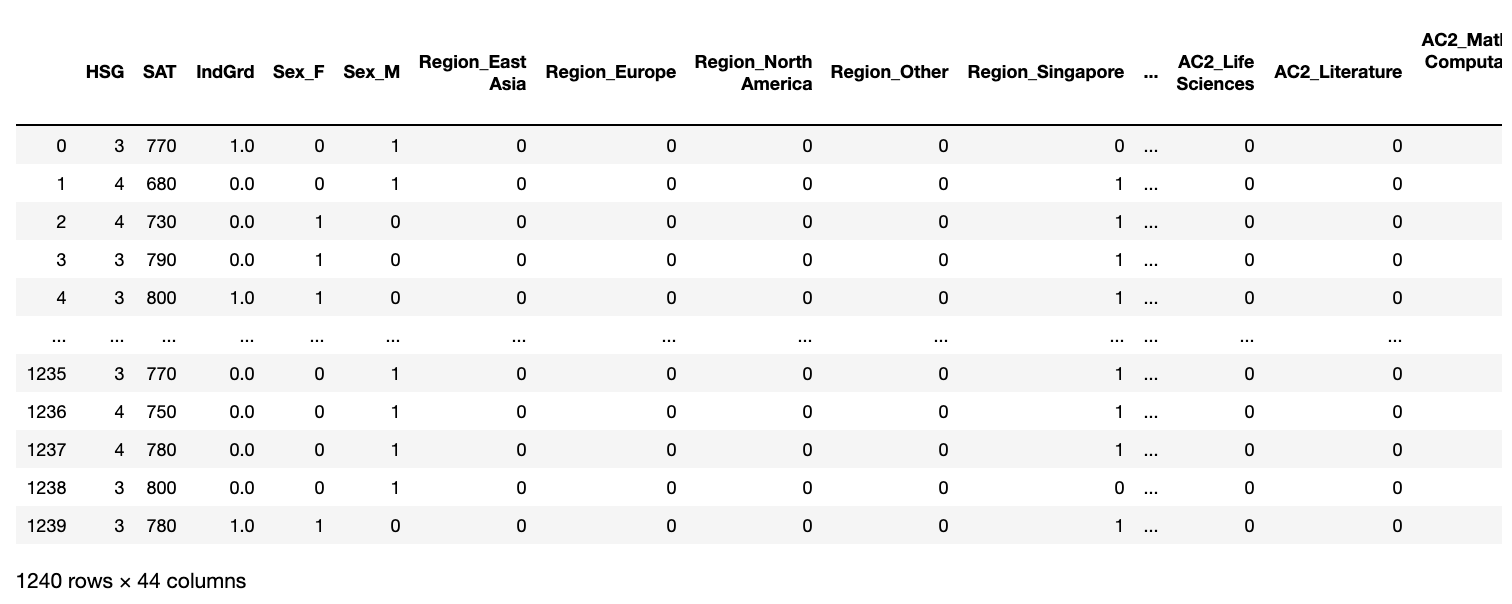 HSG SAT IndGrd Sex_F Sex_M Region_East Asia Region_Europe Region_North America Region_Other Region_Singapore ... AC2_Life Sciences AC2_Literature
0 3 770 1.0 0 1 0 0 0 0 0 ... 0 0
1 4 680 0.0 0 1 0 0 0 0 1 ... 0 0
2 4 730 0.0 1 0 0 0 0 0 1 ... 0 0
3 3 790 0.0 1 0 0 0 0 0 1 ... 0 0
4 3 800 1.0 1 0 0 0 0 0 1 ... 0 0
... ... ... ... ... ... ... ... ... ... ... ... ... ...
1235 3 770 0.0 0 1 0 0 0 0 1 ... 0 0
1236 4 750 0.0 0 1 0 0 0 0 1 ... 0 0
1237 4 780 0.0 0 1 0 0 0 0 1 ... 0 0
1238 3 800 0.0 0 1 0 0 0 0 0 ... 0 0
1239 3 780 1.0 1 0 0 0 0 0 1 ... 0 0
1240 rows × 44 columns